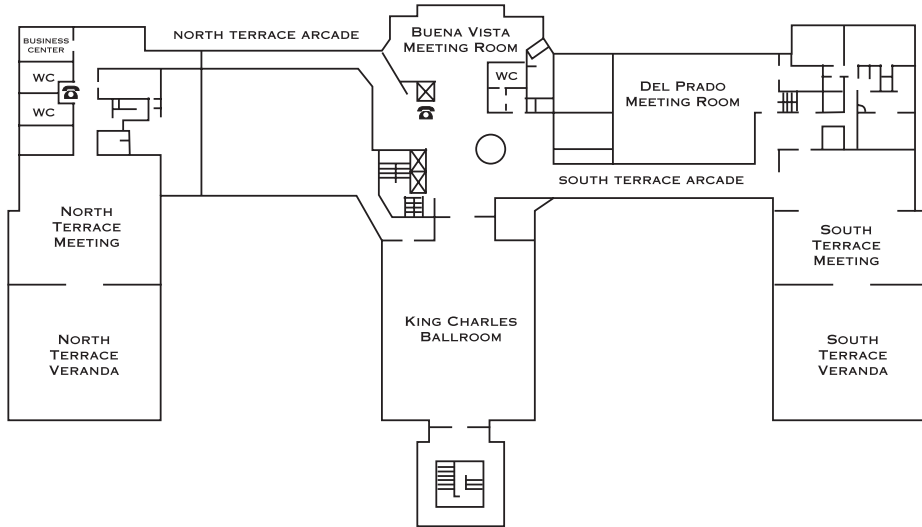 BUSINESS
CENTER
WC
WC
NORTH TERRACE ARCADE
BUENA VISTA
MEETING ROOM
WC
DEL PRADO
MEETING ROOM
SOUTH TERRACE ARCADE
NORTH
TERRACE
MEETING
SOUTH
TERRACE
MEETING
NORTH
TERRACE
VERANDA
KING CHARLES
BALLROOM
SOUTH
TERRACE
VERANDA